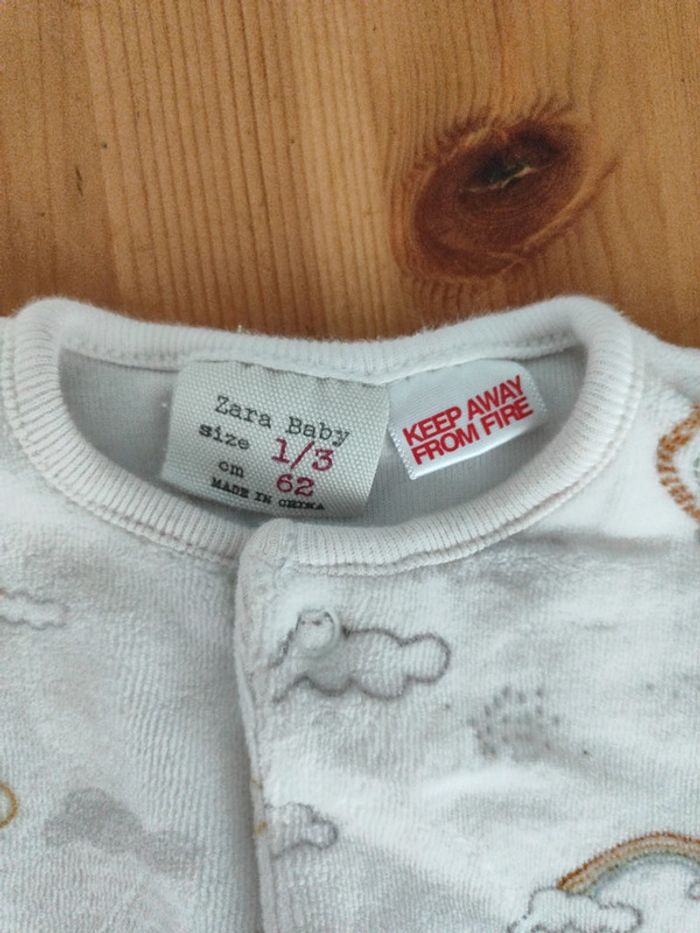 Zara Baby
size 1/3
cm 62
MADE IN CHINA
KEEP AWAY
FROM FIRE